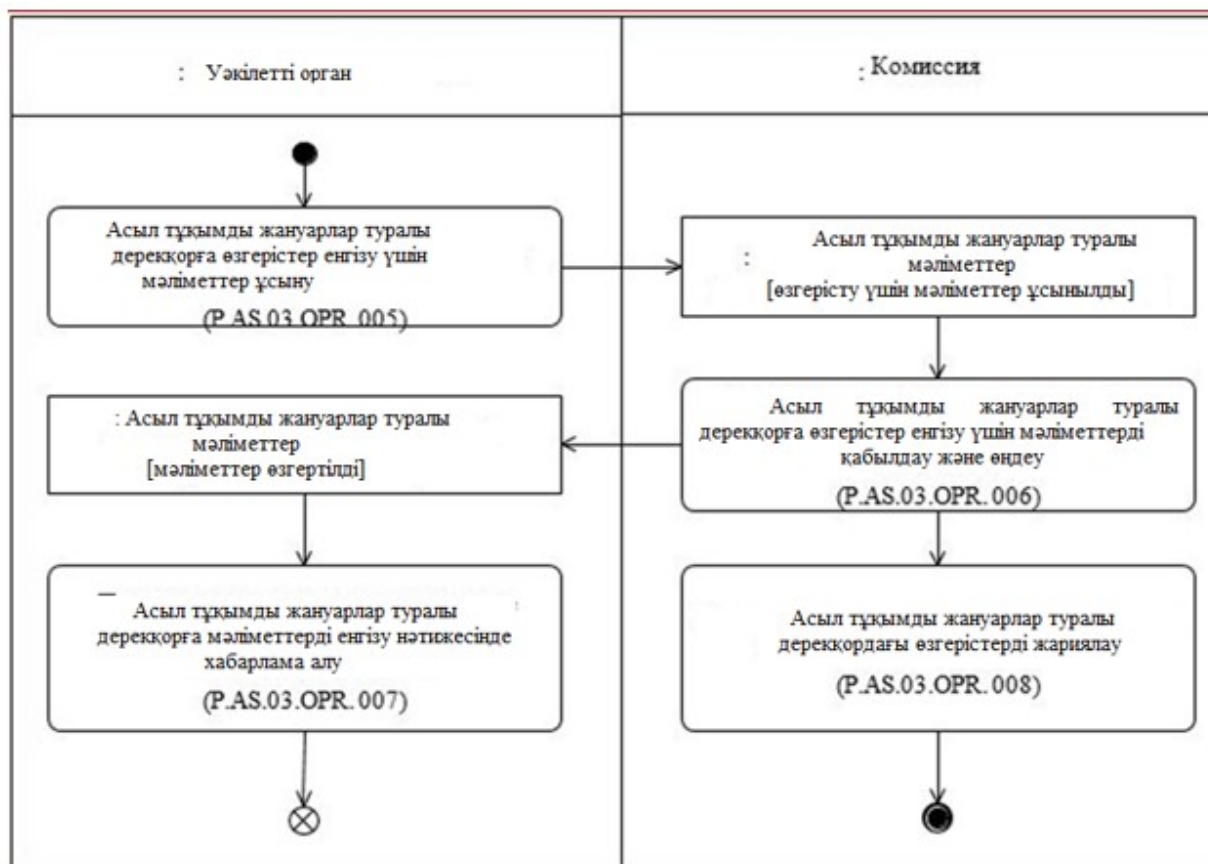 : Уәкілетті орган
: Комиссия
Асыл тұқымды жануарлар туралы
дерекқорға өзгерістер енгізу үшін
мәліметтер ұсыну
(P.AS.03.OPR. 005)
: Асыл тұқымды жануарлар туралы
мәліметтер
[өзгерісту үшін мәліметтер ұсынылды]
: Асыл тұқымды жануарлар туралы
мәліметтер
[мәліметтер өзгертілді]
Асыл тұқымды жануарлар туралы
дерекқорға өзгерістер енгізу үшін мәліметтерді
қабылдау және өңдеу
(P.AS.03.OPR. 006)
Асыл тұқымды жануарлар туралы
дерекқорға мәліметтерді енгізу нәтижесінде
хабарлама алу
(P.AS.03.OPR. 007)
Асыл тұқымды жануарлар туралы
дерекқордағы өзгерістерді жариялау
(P.AS.03.OPR. 008)